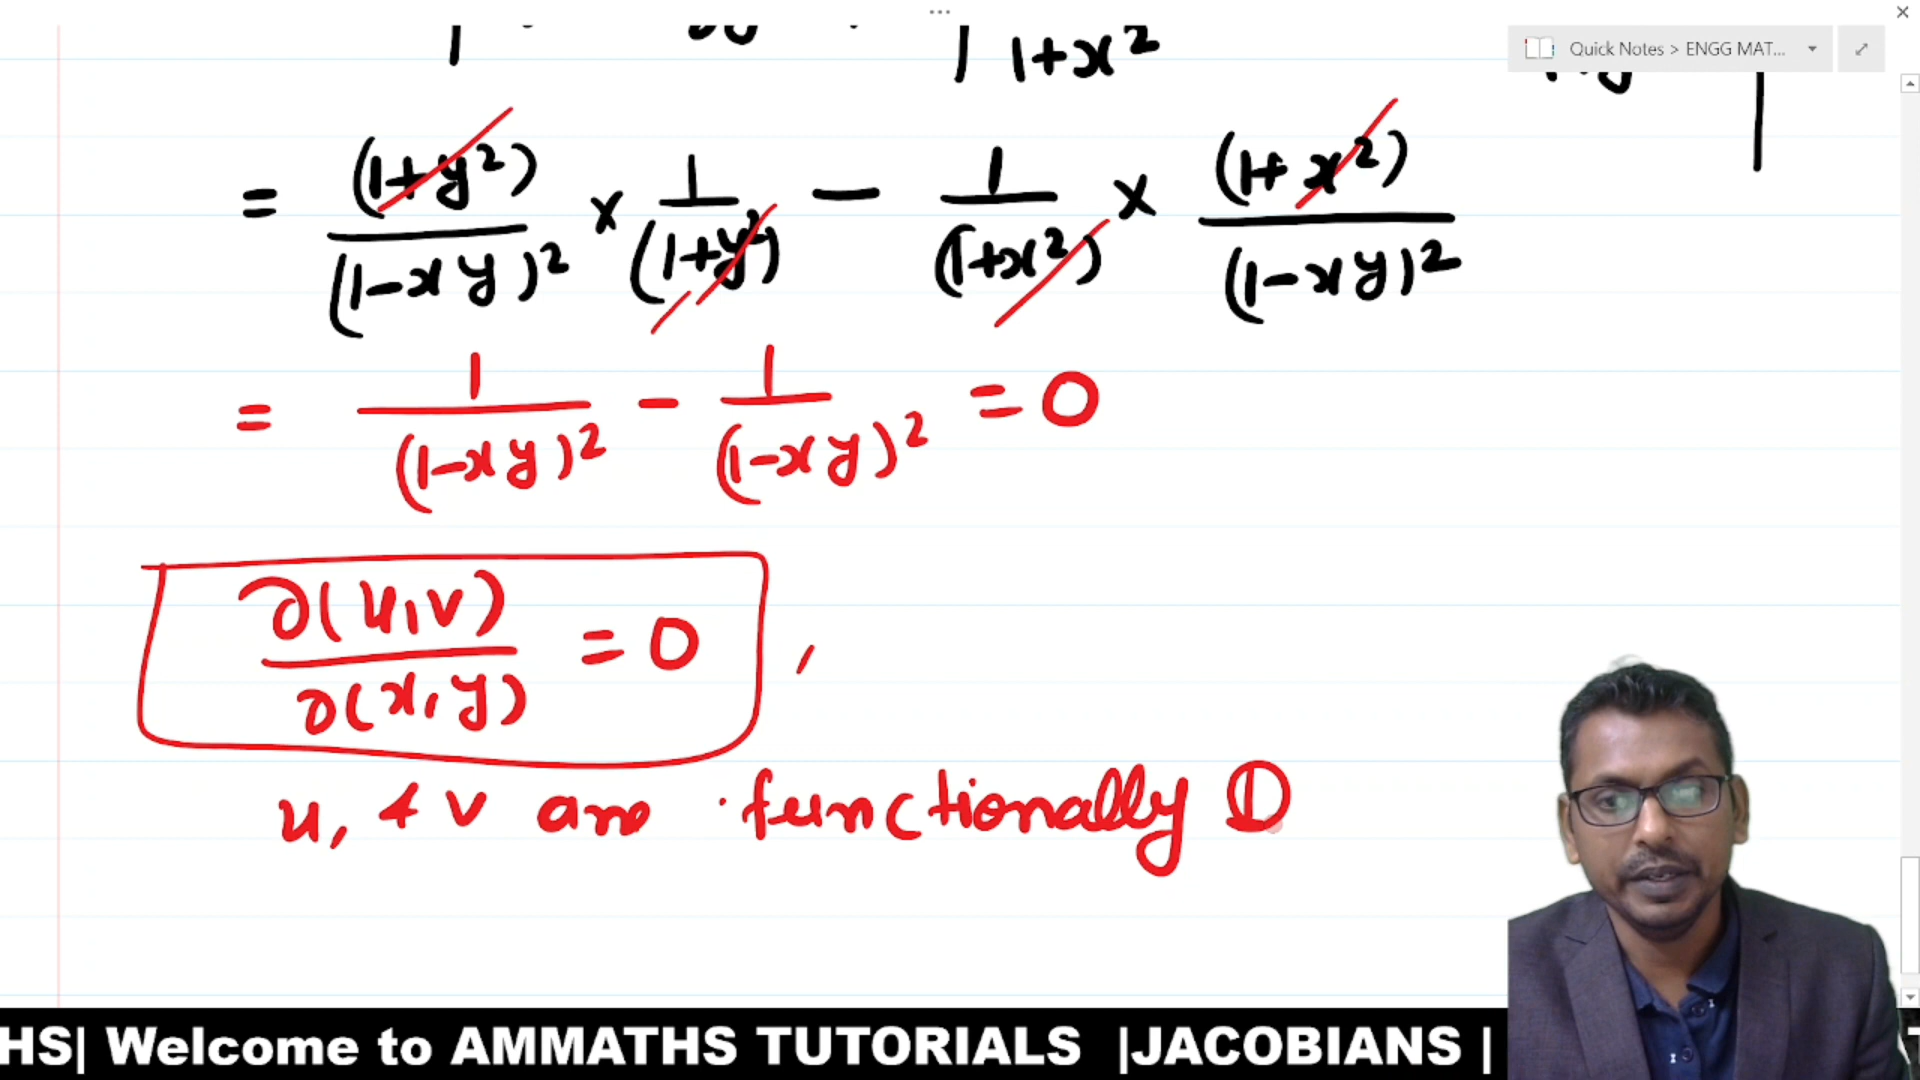 Quick Notes > ENGG MAT...
1+x²
= (1+y²)/(1-xy)² × 1/(1+y²) - 1/(1+x²) × (1+x²)/(1-xy)²
= 1/(1-xy)² - 1/(1-xy)² = 0
∂(u,v)/∂(x,y) = 0 ,
u, & v are functionally D
HS| Welcome to AMMATHS TUTORIALS |JACOBIANS |